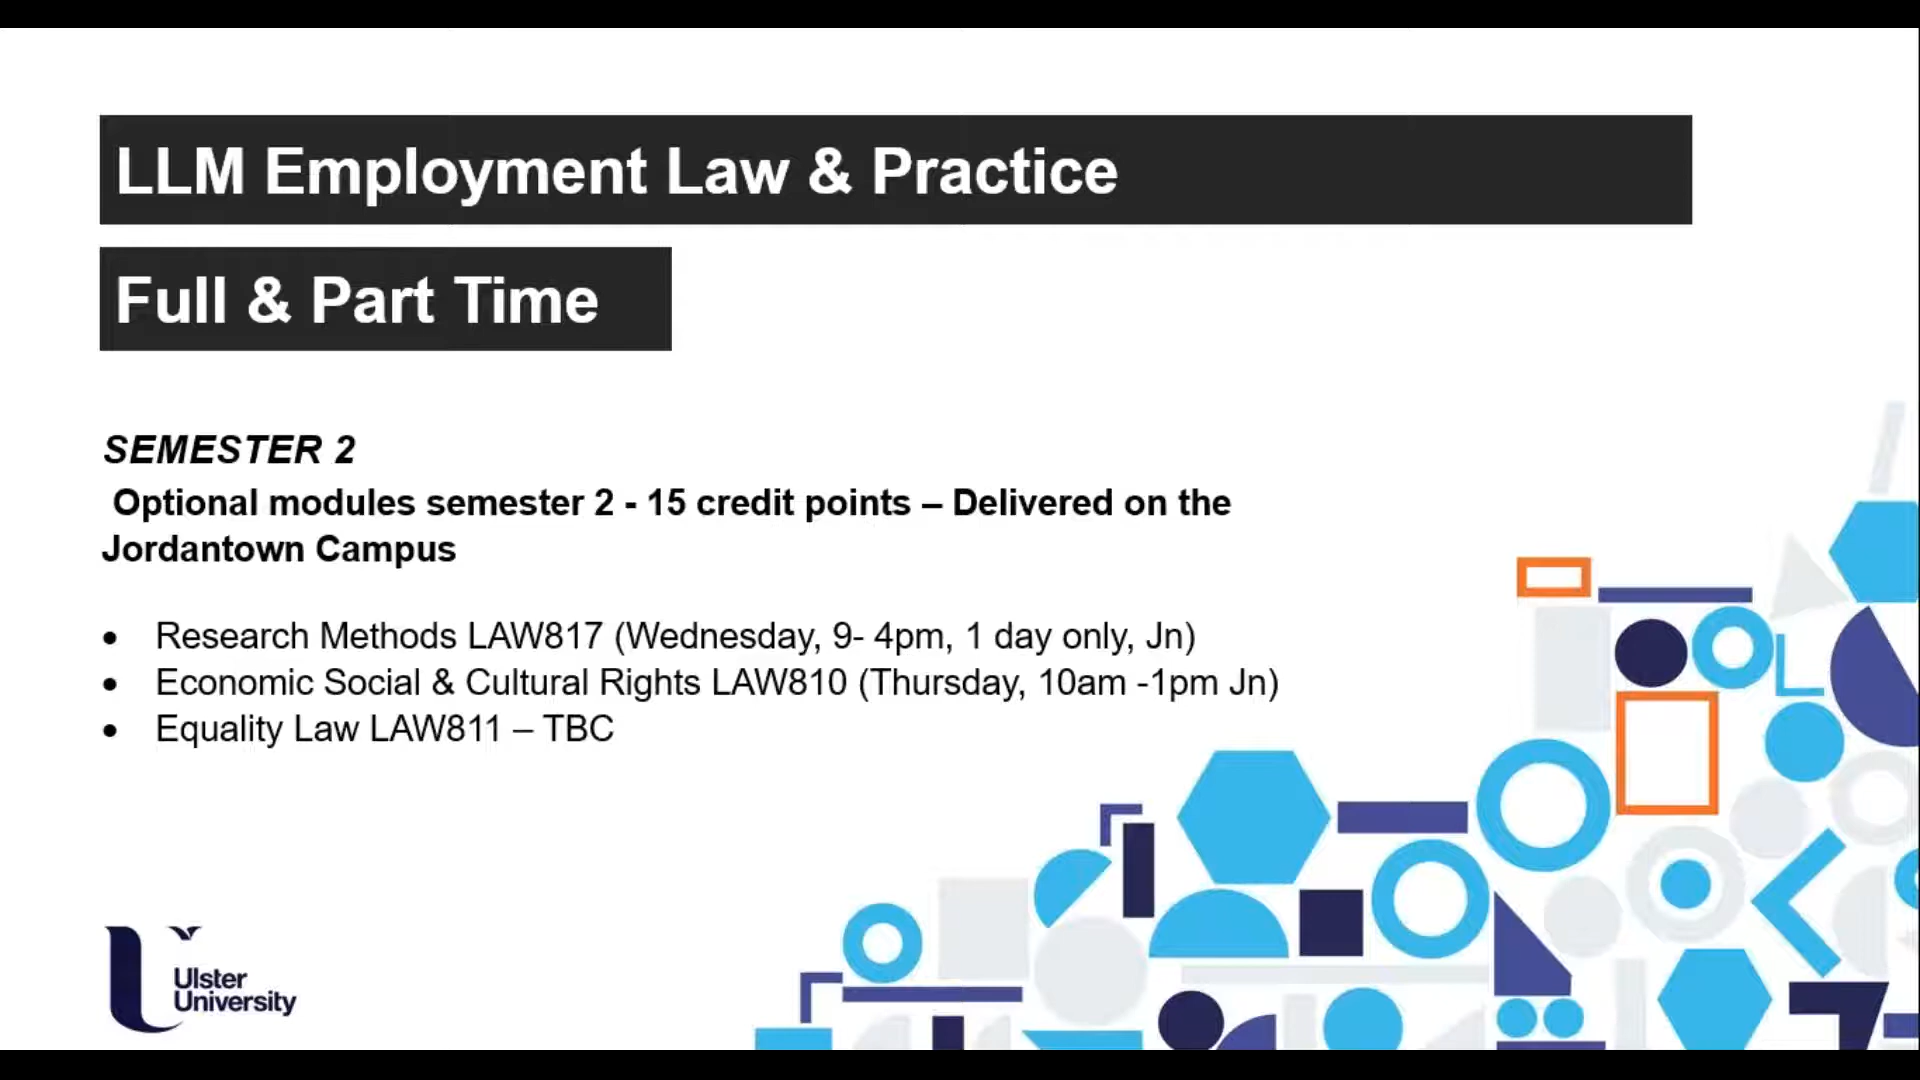 LLM Employment Law & Practice
Full & Part Time
SEMESTER 2
Optional modules semester 2 - 15 credit points – Delivered on the
Jordantown Campus
• Research Methods LAW817 (Wednesday, 9- 4pm, 1 day only, Jn)
• Economic Social & Cultural Rights LAW810 (Thursday, 10am -1pm Jn)
• Equality Law LAW811 – TBC
Ulster
University